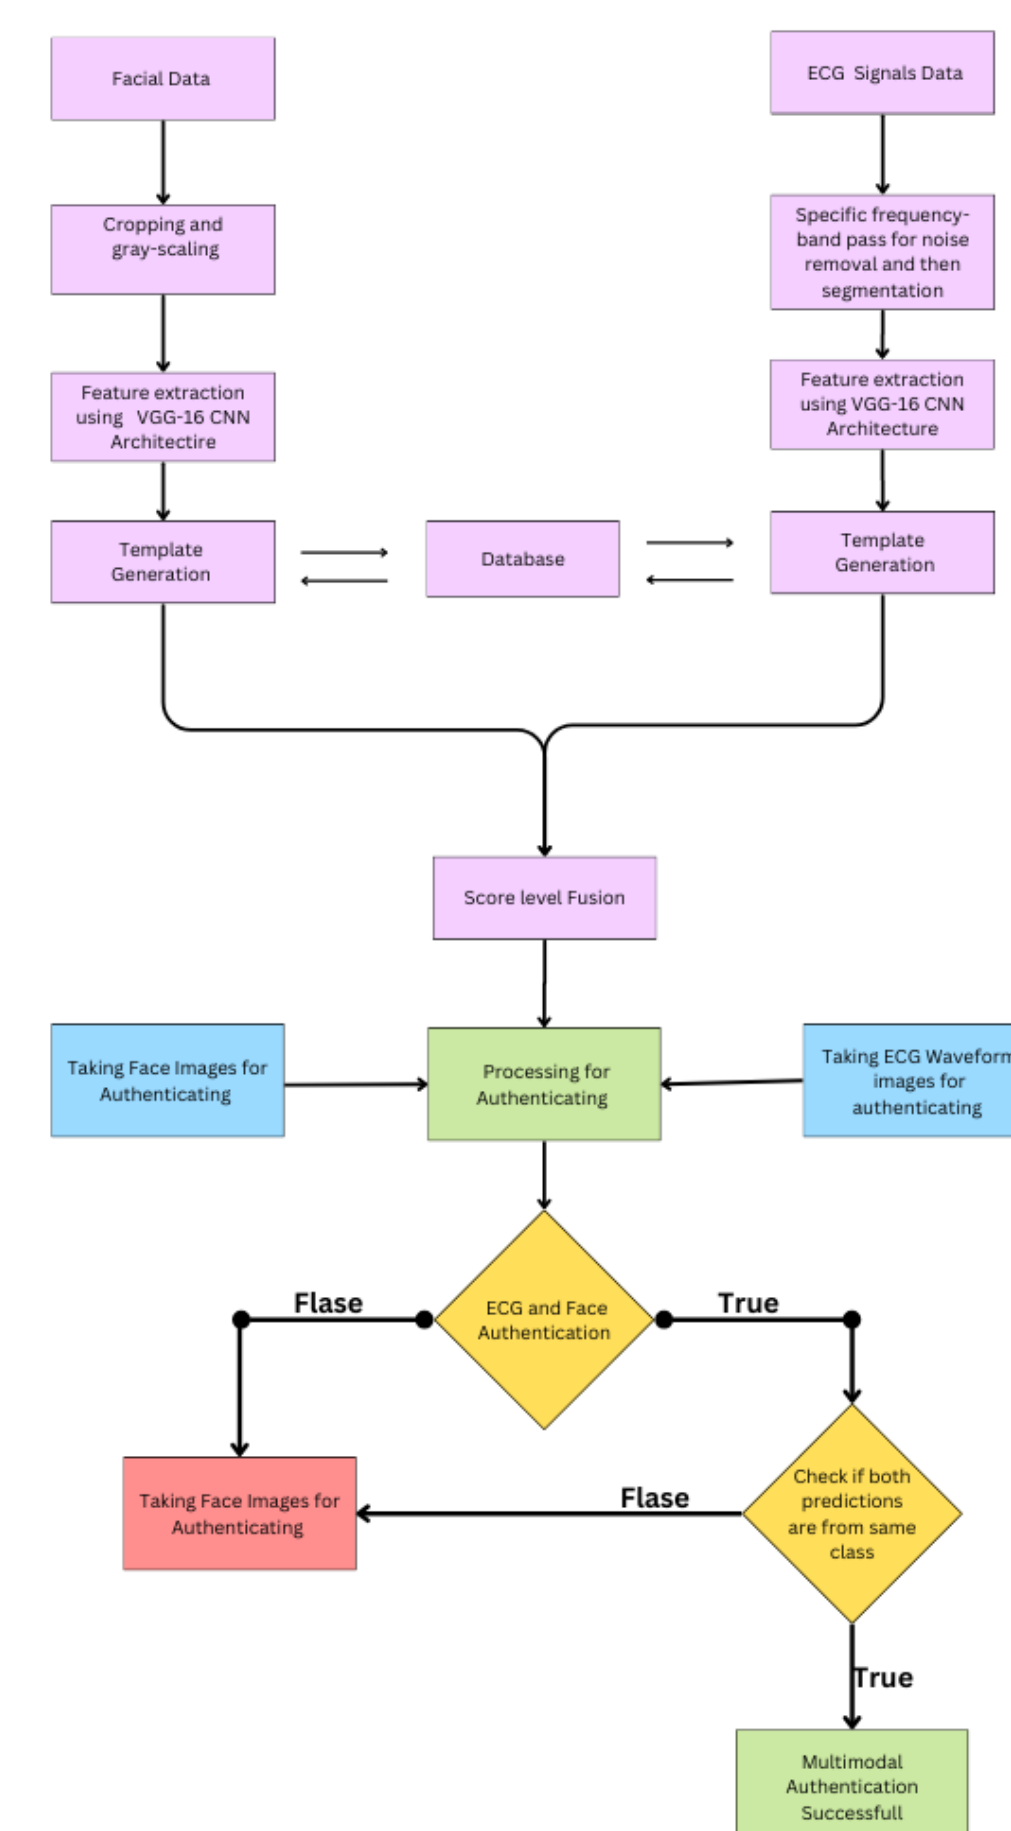 Facial Data
ECG  Signals Data
Cropping and
gray-scaling
Specific frequency-
band pass for noise
removal and then
segmentation
Feature extraction
using   VGG-16 CNN
Architectire
Feature extraction
using VGG-16 CNN
Architecture
Template
Generation
Database
Template
Generation
Score level Fusion
Taking Face Images for
Authenticating
Processing for
Authenticating
Taking ECG Waveform
images for
authenticating
Flase
ECG and Face
Authentication
True
Taking Face Images for
Authenticating
Flase
Check if both
predictions
are from same
class
True
Multimodal
Authentication
Successfull